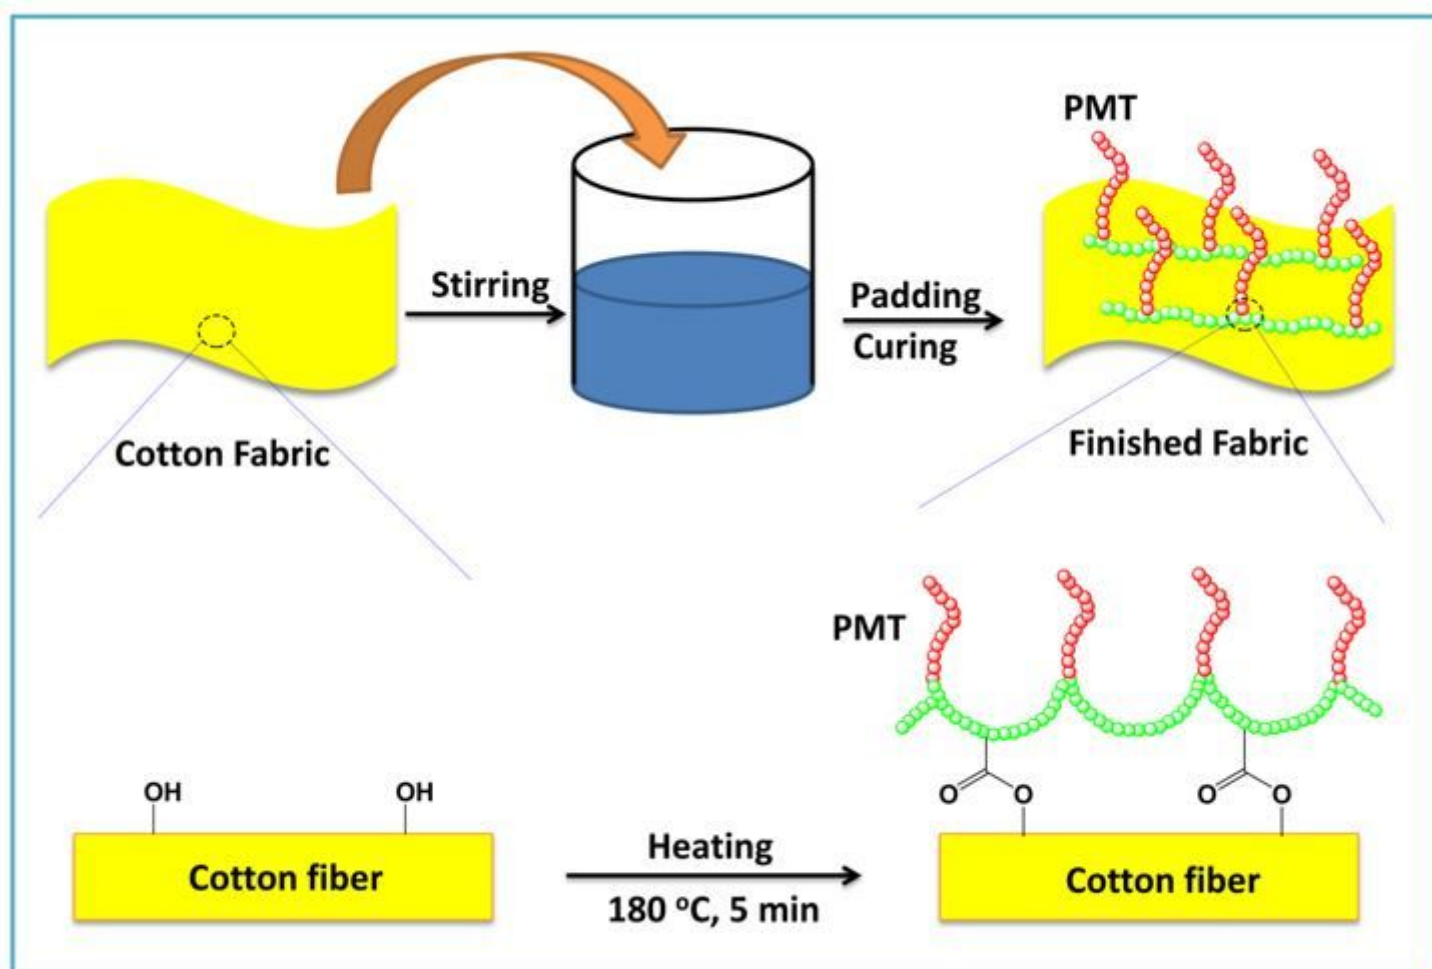 PMT
Stirring
Padding
Curing
Cotton Fabric
Finished Fabric
PMT
OH
OH
O
O
O
O
Heating
180 °C, 5 min
Cotton fiber
Cotton fiber